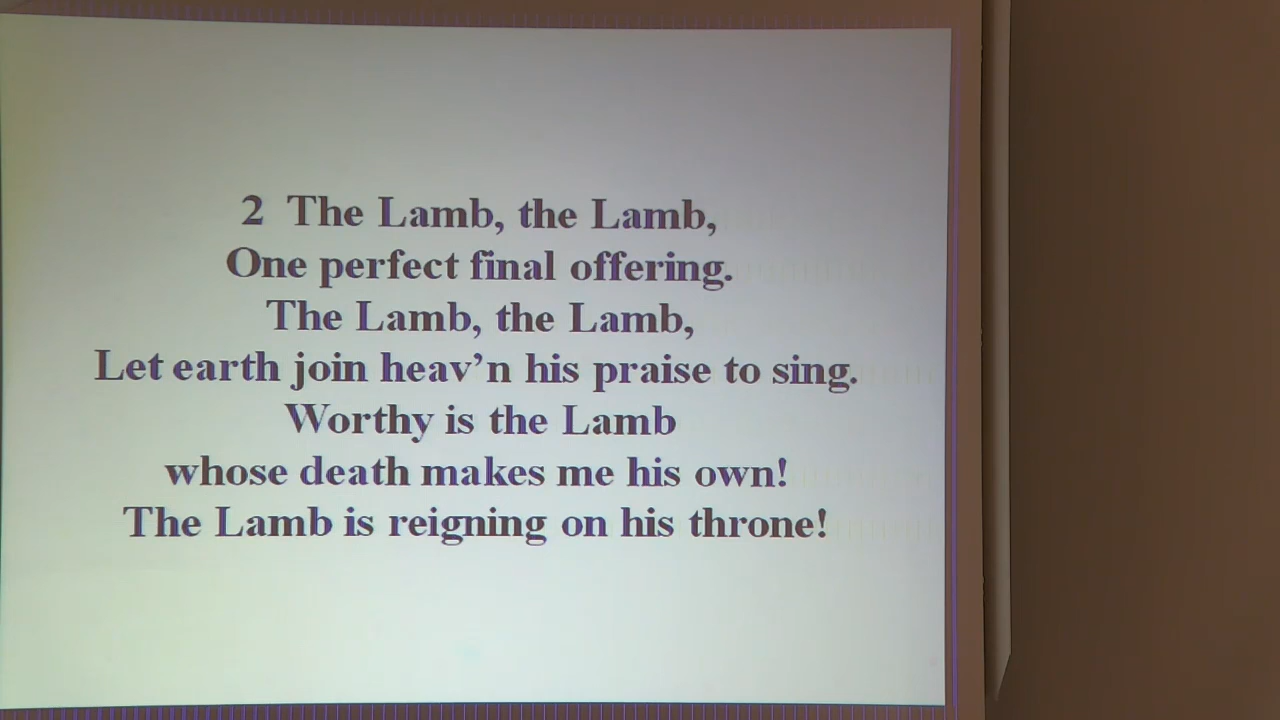 2 The Lamb, the Lamb,
One perfect final offering.
The Lamb, the Lamb,
Let earth join heav’n his praise to sing.
Worthy is the Lamb
whose death makes me his own!
The Lamb is reigning on his throne!